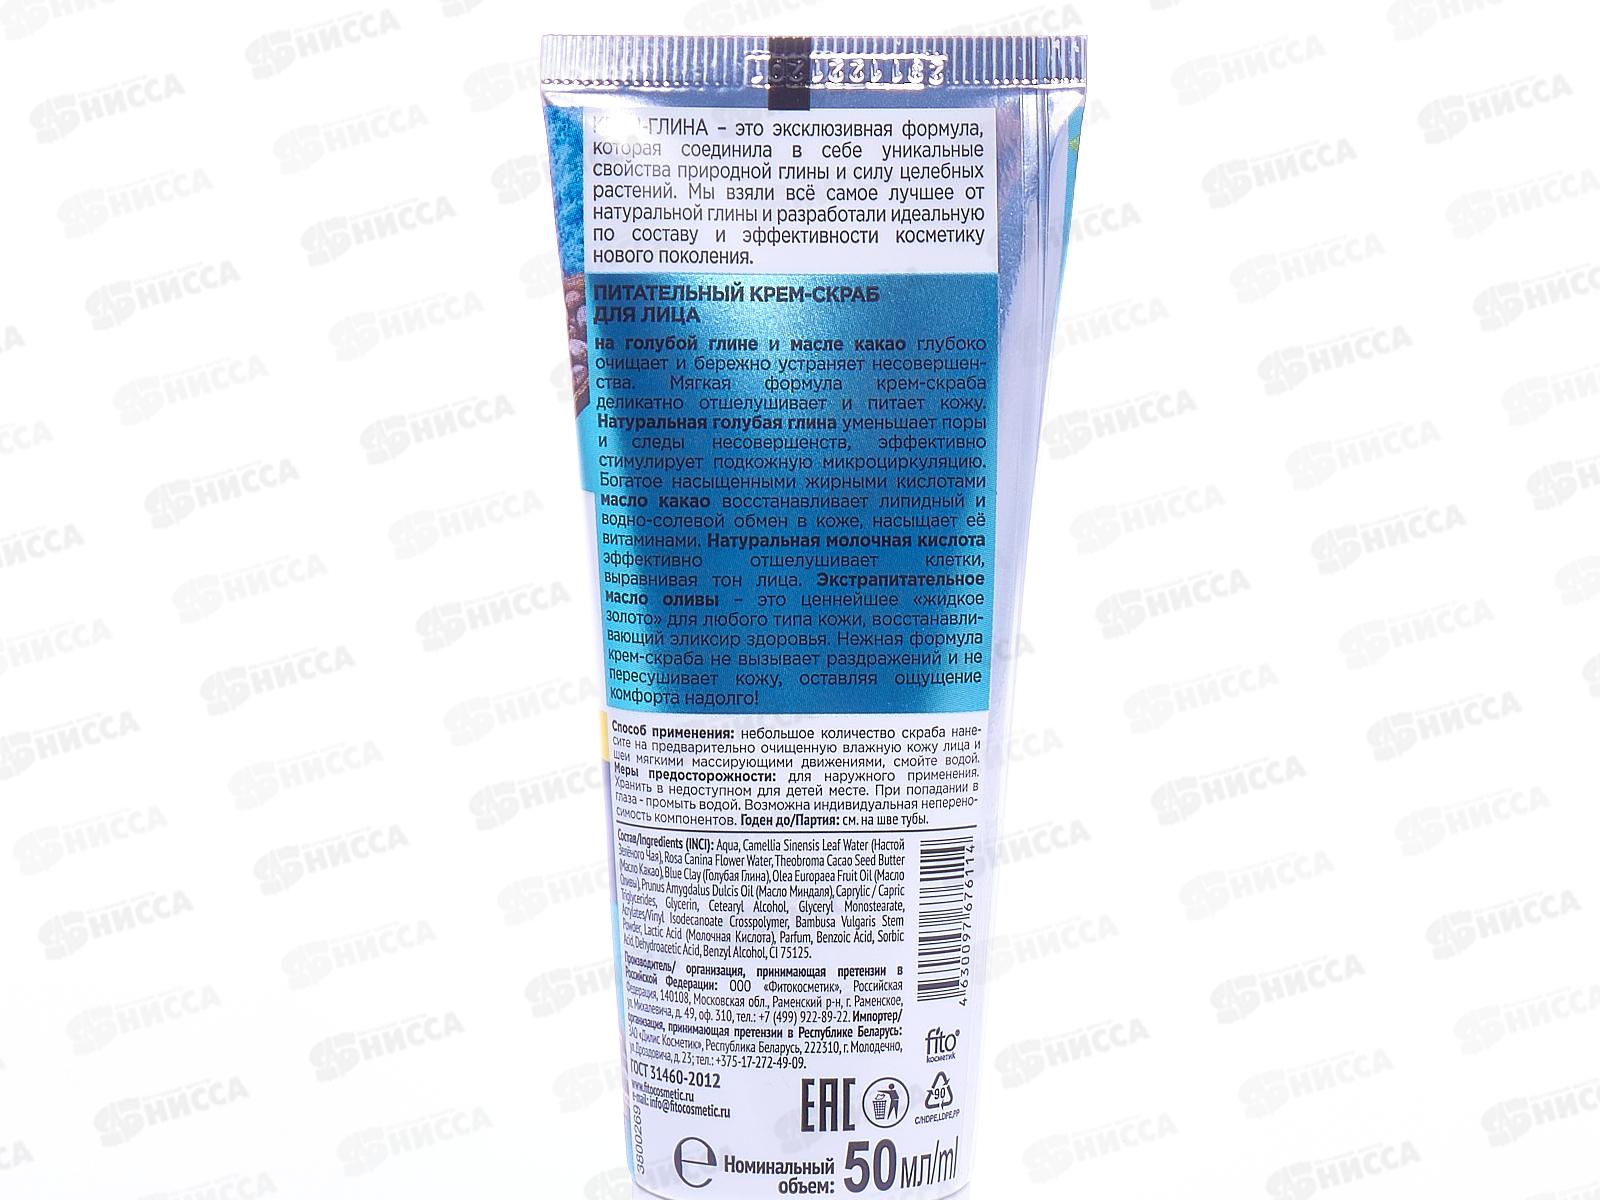 КРЕМ-ГЛИНА – это эксклюзивная формула,
которая соединила в себе уникальные
свойства природной глины и силу целебных
растений. Мы взяли всё самое лучшее от
натуральной глины и разработали идеальную
по составу и эффективности косметику
нового поколения.
ПИТАТЕЛЬНЫЙ КРЕМ-СКРАБ
ДЛЯ ЛИЦА
на голубой глине и масле какао глубоко
очищает и бережно устраняет несовершен-
ства. Мягкая формула крем-скраба
деликатно отшелушивает и питает кожу.
Натуральная голубая глина уменьшает поры
и следы несовершенств, эффективно
стимулирует подкожную микроциркуляцию.
Богатое насыщенными жирными кислотами
масло какао восстанавливает липидный и
водно-солевой обмен в коже, насыщает её
витаминами. Натуральная молочная кислота
эффективно отшелушивает клетки,
выравнивая тон лица. Экстрапитательное
масло оливы – это ценнейшее «жидкое
золото» для любого типа кожи, восстанавли-
вающий эликсир здоровья. Нежная формула
крем-скраба не вызывает раздражений и не
пересушивает кожу, оставляя ощущение
комфорта надолго!
Способ применения: небольшое количество скраба нане-
сите на предварительно очищенную влажную кожу лица и
шеи мягкими массирующими движениями, смойте водой.
Меры предосторожности: для наружного применения.
Хранить в недоступном для детей месте. При попадании в
глаза - промыть водой. Возможна индивидуальная неперено-
симость компонентов. Годен до/Партия: см. на шве тубы.
Состав/Ingredients (INCI): Aqua, Camellia Sinensis Leaf Water (Настой
Зелёного Чая), Rosa Canina Flower Water, Theobroma Cacao Seed Butter
(Масло Какао), Blue Clay (Голубая Глина), Olea Europaea Fruit Oil (Масло
Оливы), Prunus Amygdalus Dulcis Oil (Масло Миндаля), Caprylic / Capric
Triglycerides, Glycerin, Cetearyl Alcohol, Glyceryl Monostearate,
Acrylates/Vinyl Isodecanoate Crosspolymer, Bambusa Vulgaris Stem
Powder, Lactic Acid (Молочная Кислота), Parfum, Benzoic Acid, Sorbic
Acid, Dehydroacetic Acid, Benzyl Alcohol, CI 75125.
Производитель/ организация, принимающая претензии в
Российской Федерации: ООО «Фитокосметик», Российская
Федерация, 140108, Московская обл., Раменский р-н, г. Раменское,
ул. Михалевича, д. 49, оф. 310, тел.: +7 (499) 922-89-22. Импортер/
организация, принимающая претензии в Республике Беларусь:
ЗАО «Дилис Косметик», Республика Беларусь, 222310, г. Молодечно,
ул. Дроздовича, д. 23; тел.: +375-17-272-49-09.
ГОСТ 31460-2012
www.fitocosmetic.ru
e-mail: info@fitocosmetic.ru
4 630097 676114
fito®
косметик
EAC
90
C/HDPE,LDPE,PP
3800269
e Номинальный
объем: 50 мл/ml
НИССА